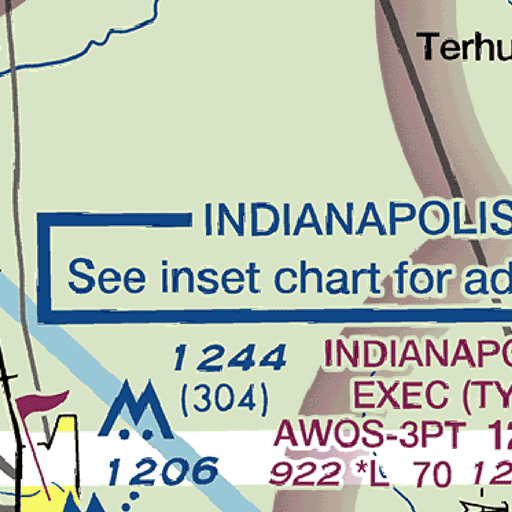 Terhu
INDIANAPOLIS
See inset chart for ad
1244
(304)
INDIANAPO
EXEC (TY
AWOS-3PT 12
1206
922 *L 70 12